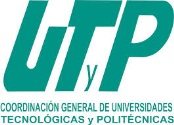 UTyP
COORDINACIÓN GENERAL DE UNIVERSIDADES
TECNOLÓGICAS y POLITÉCNICAS